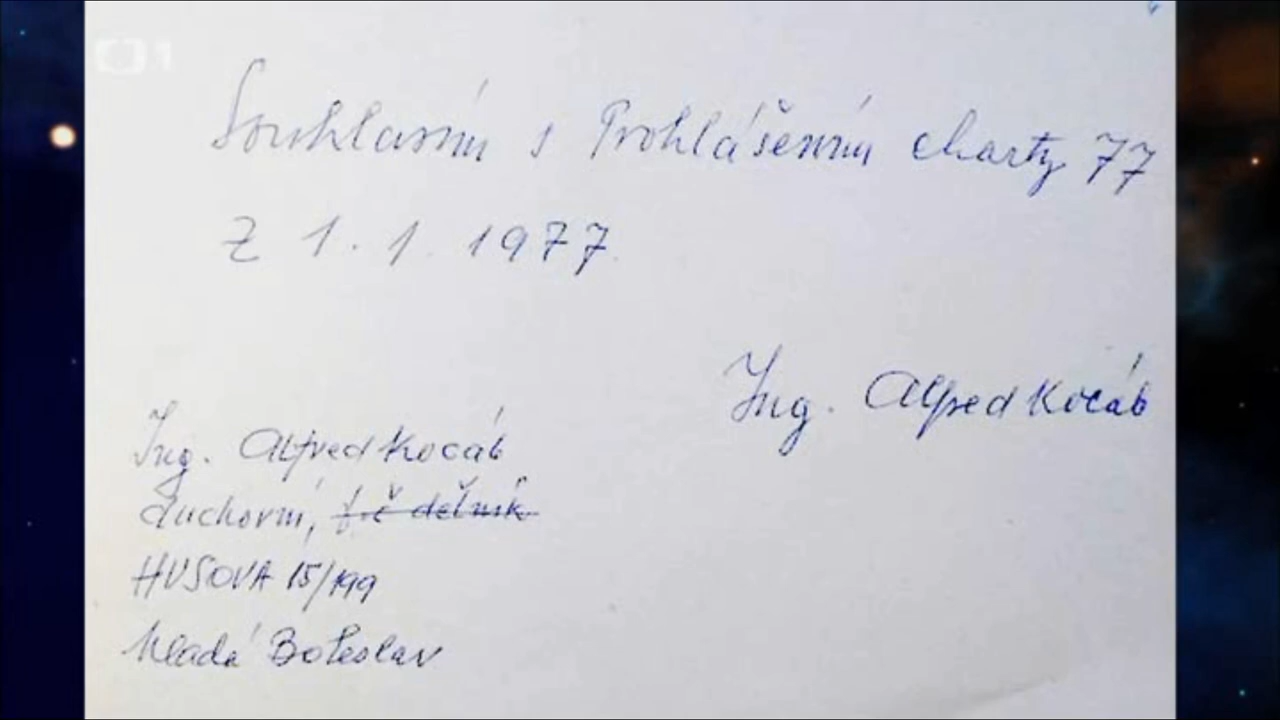 1
Souhlasím s Prohlášením charty 77
z 1.1.1977.
Ing. Alfred Kocáb
Ing. Alfred Kocáb
duchovní, t. č. dělník
HUSOVA 15/199
Mladá Boleslav